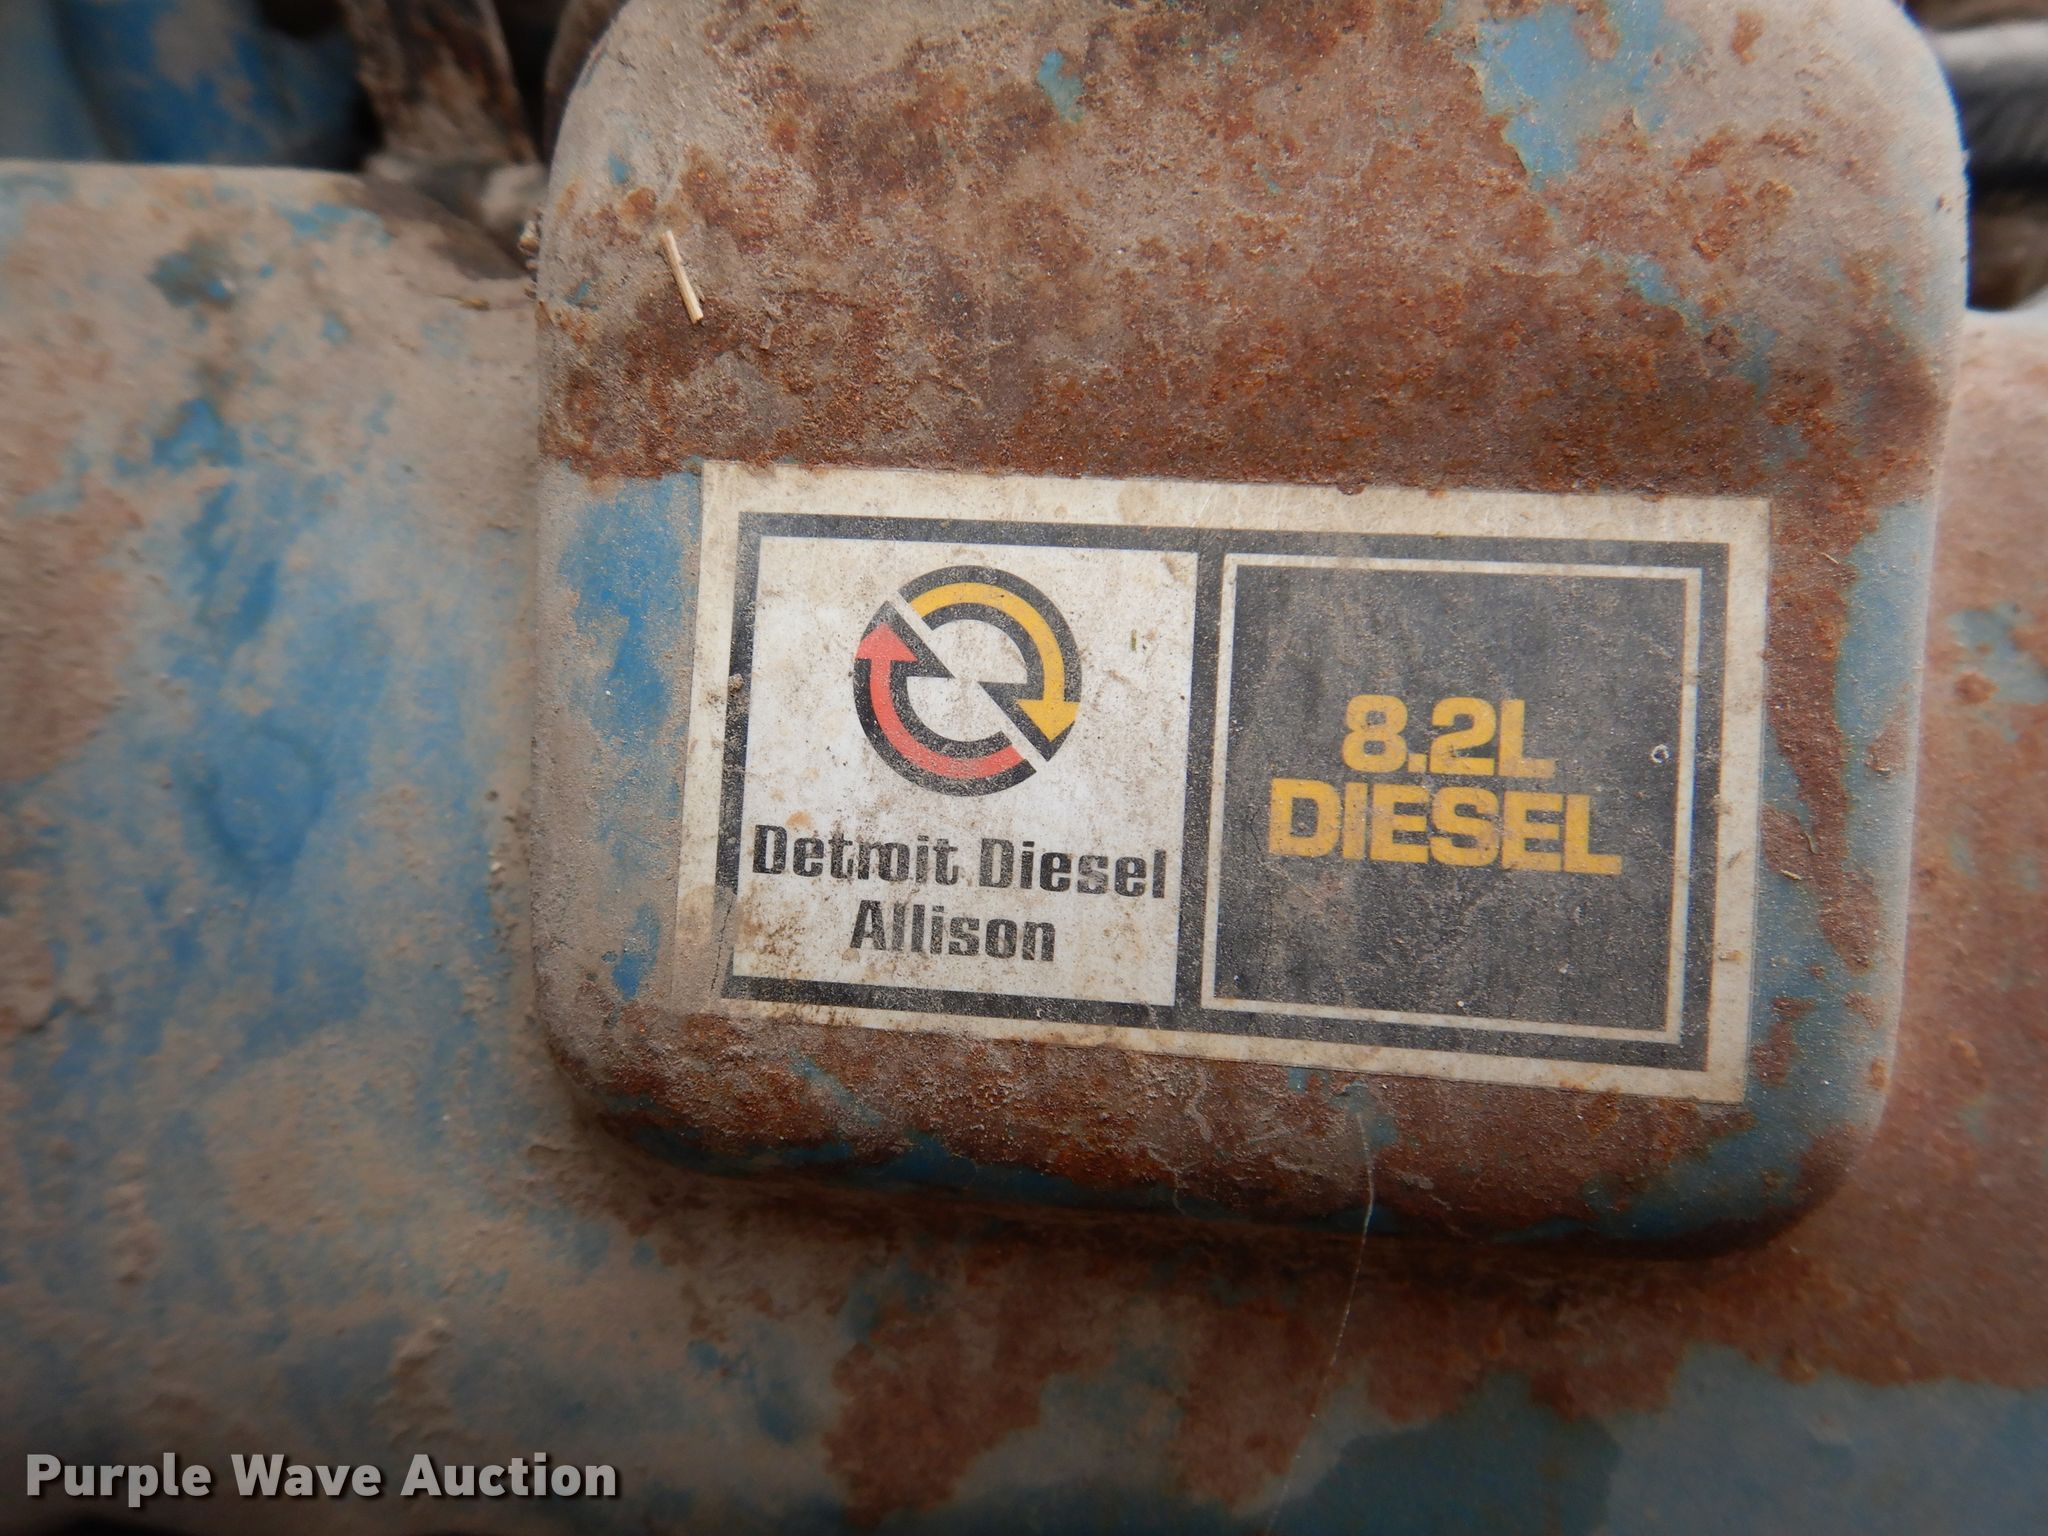 Detroit Diesel
Allison
8.2L
DIESEL
Purple Wave Auction